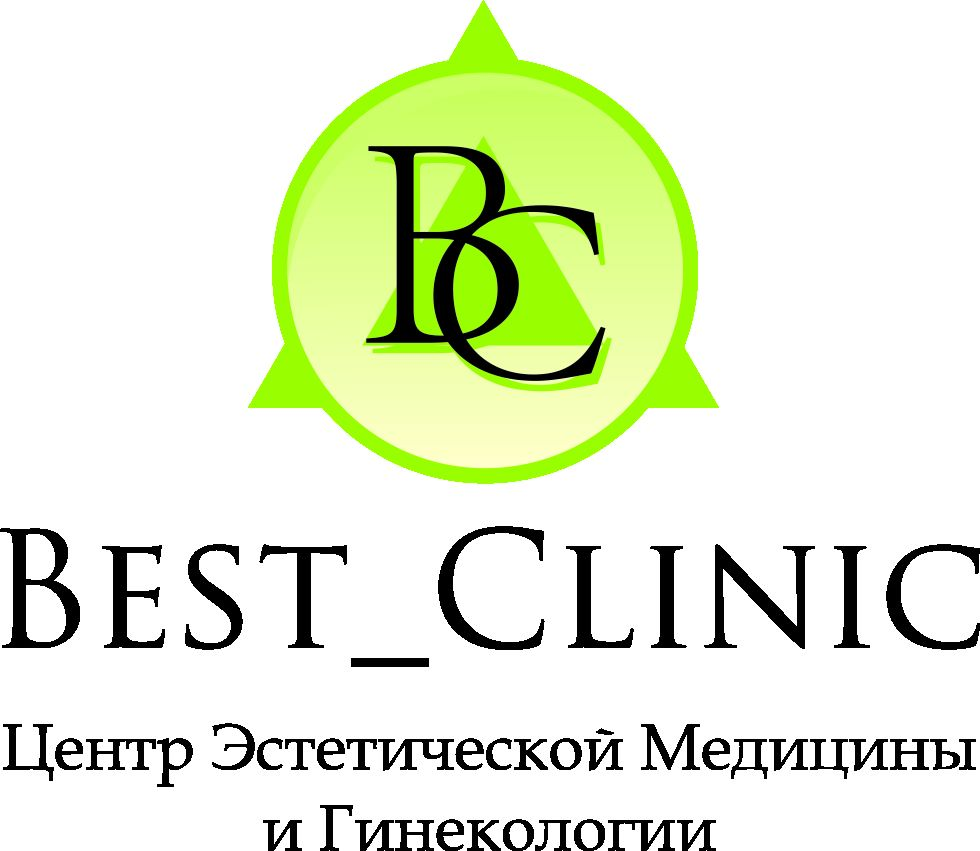 BC
BEST_CLINIC
Центр Эстетической Медицины
и Гинекологии